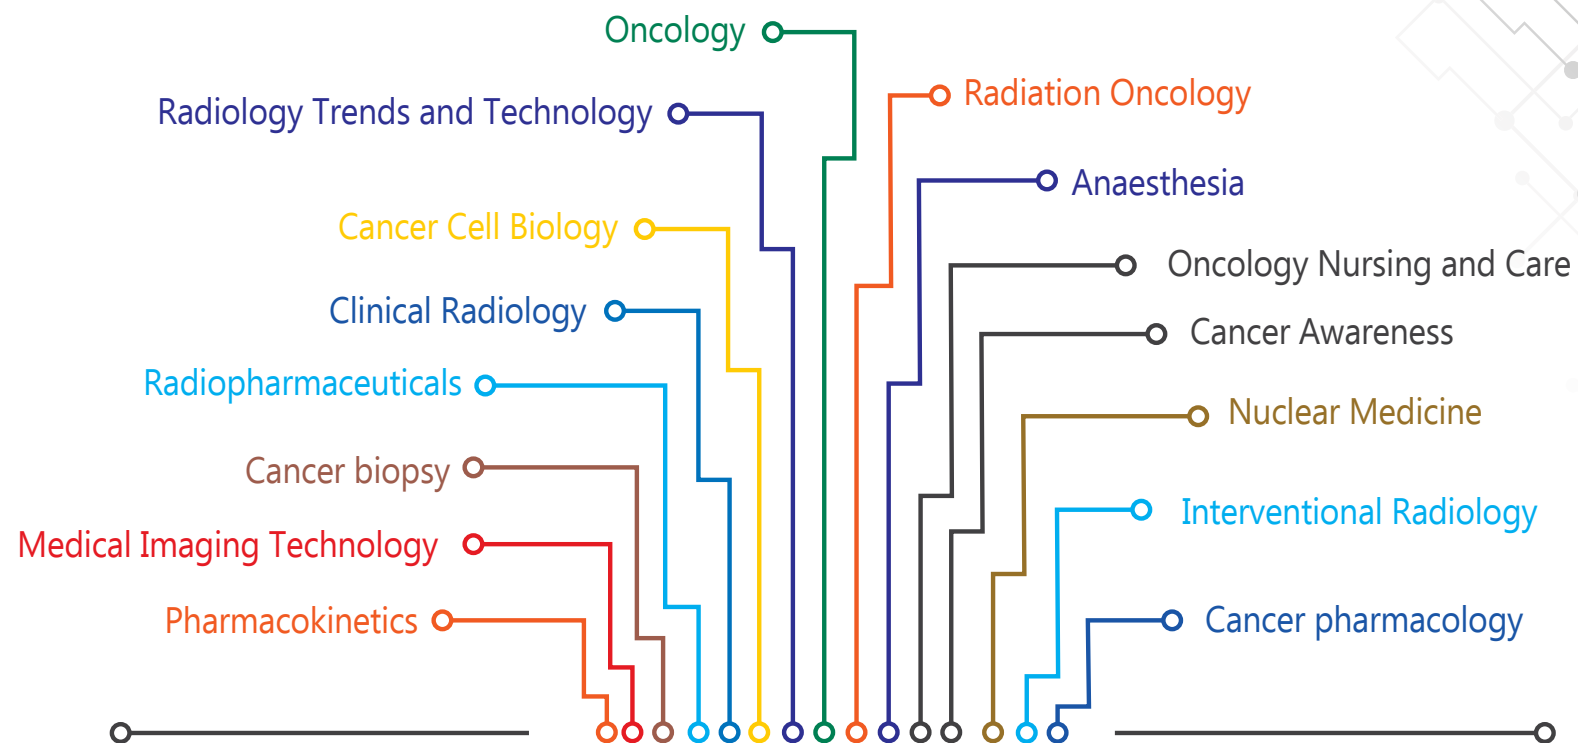 Oncology
Radiation Oncology
Radiology Trends and Technology
Anaesthesia
Cancer Cell Biology
Oncology Nursing and Care
Clinical Radiology
Cancer Awareness
Radiopharmaceuticals
Nuclear Medicine
Cancer biopsy
Interventional Radiology
Medical Imaging Technology
Pharmacokinetics
Cancer pharmacology